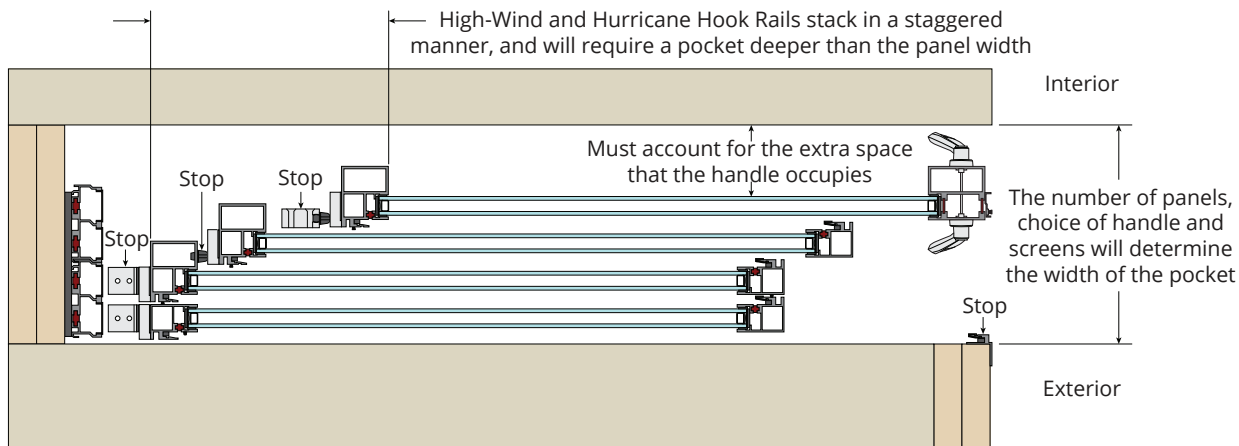 High-Wind and Hurricane Hook Rails stack in a staggered
manner, and will require a pocket deeper than the panel width
Interior
Must account for the extra space
that the handle occupies
Stop
Stop
Stop
The number of panels,
choice of handle and
screens will determine
the width of the pocket
Stop
Exterior